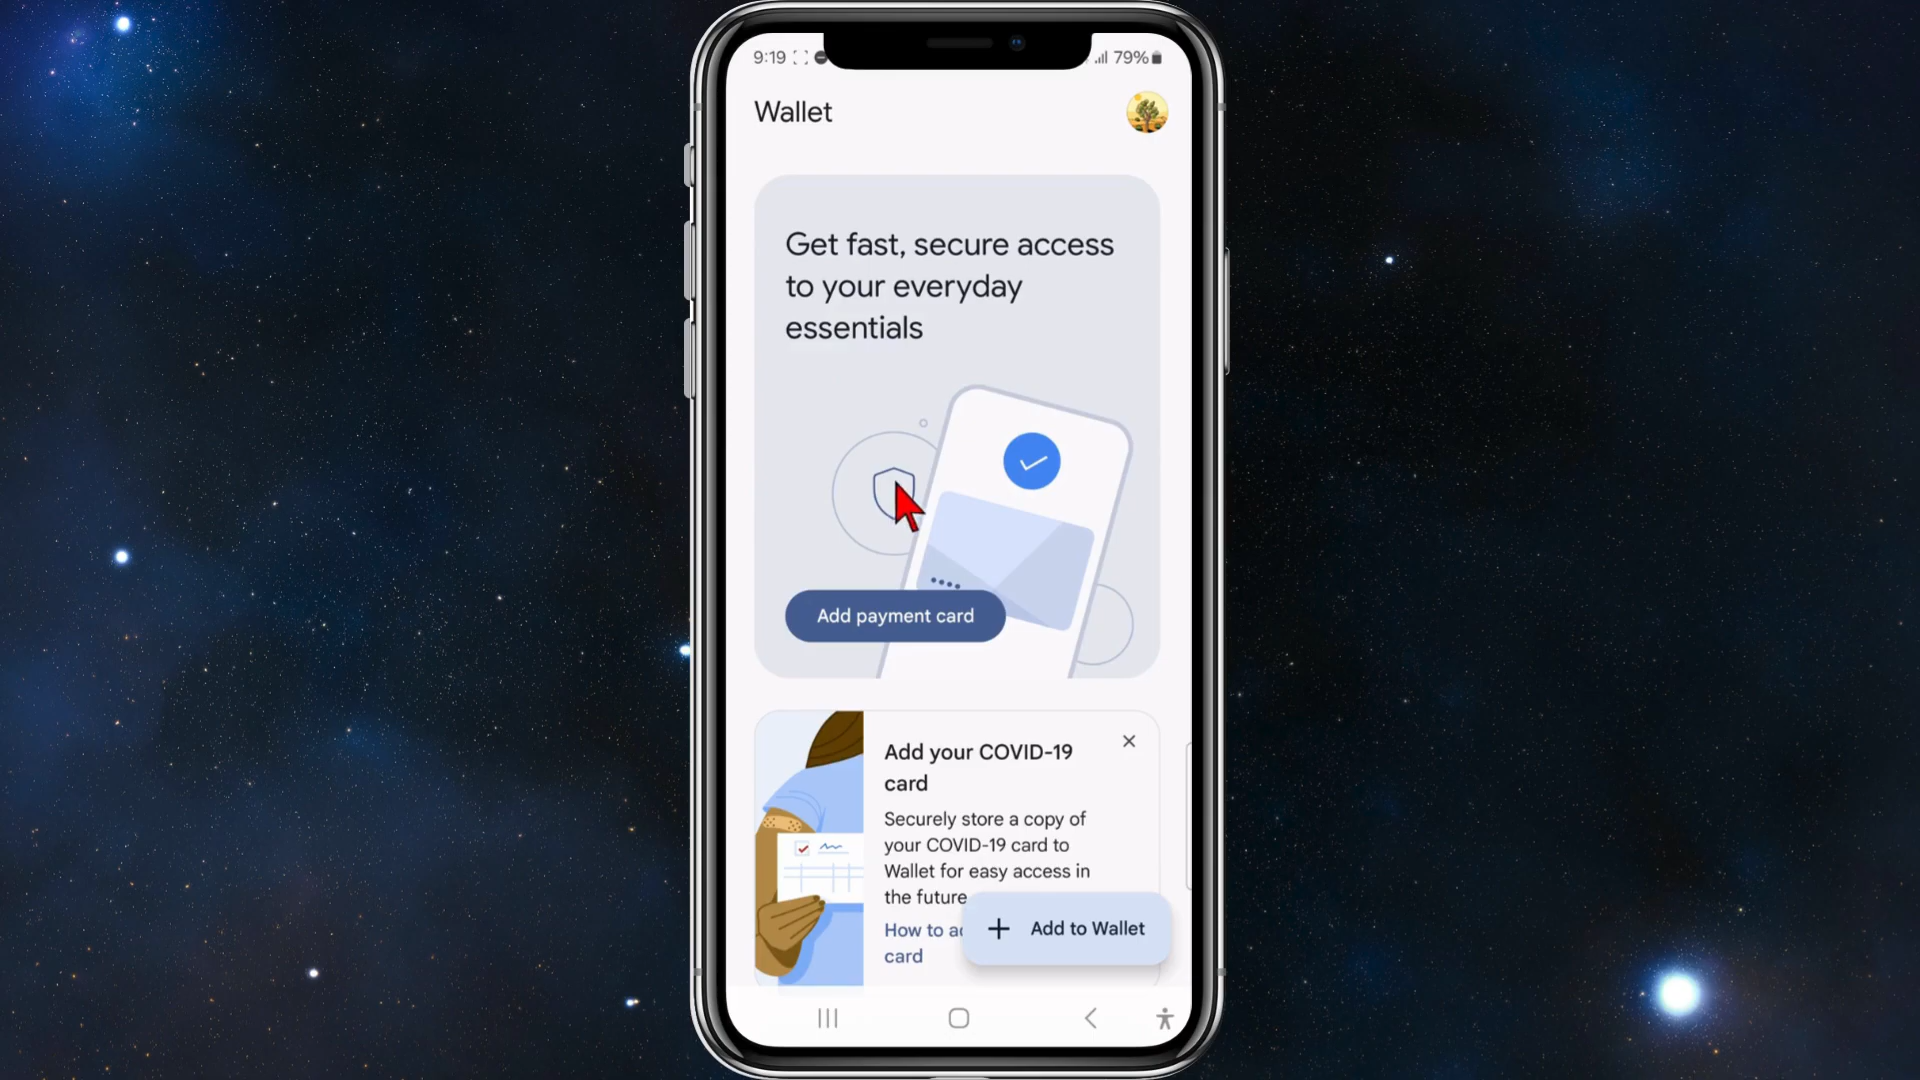 9:19
79%
Wallet
Get fast, secure access
to your everyday
essentials
Add payment card
Add your COVID-19
card
Securely store a copy of
your COVID-19 card to
Wallet for easy access in
the future
How to a
card
Add to Wallet